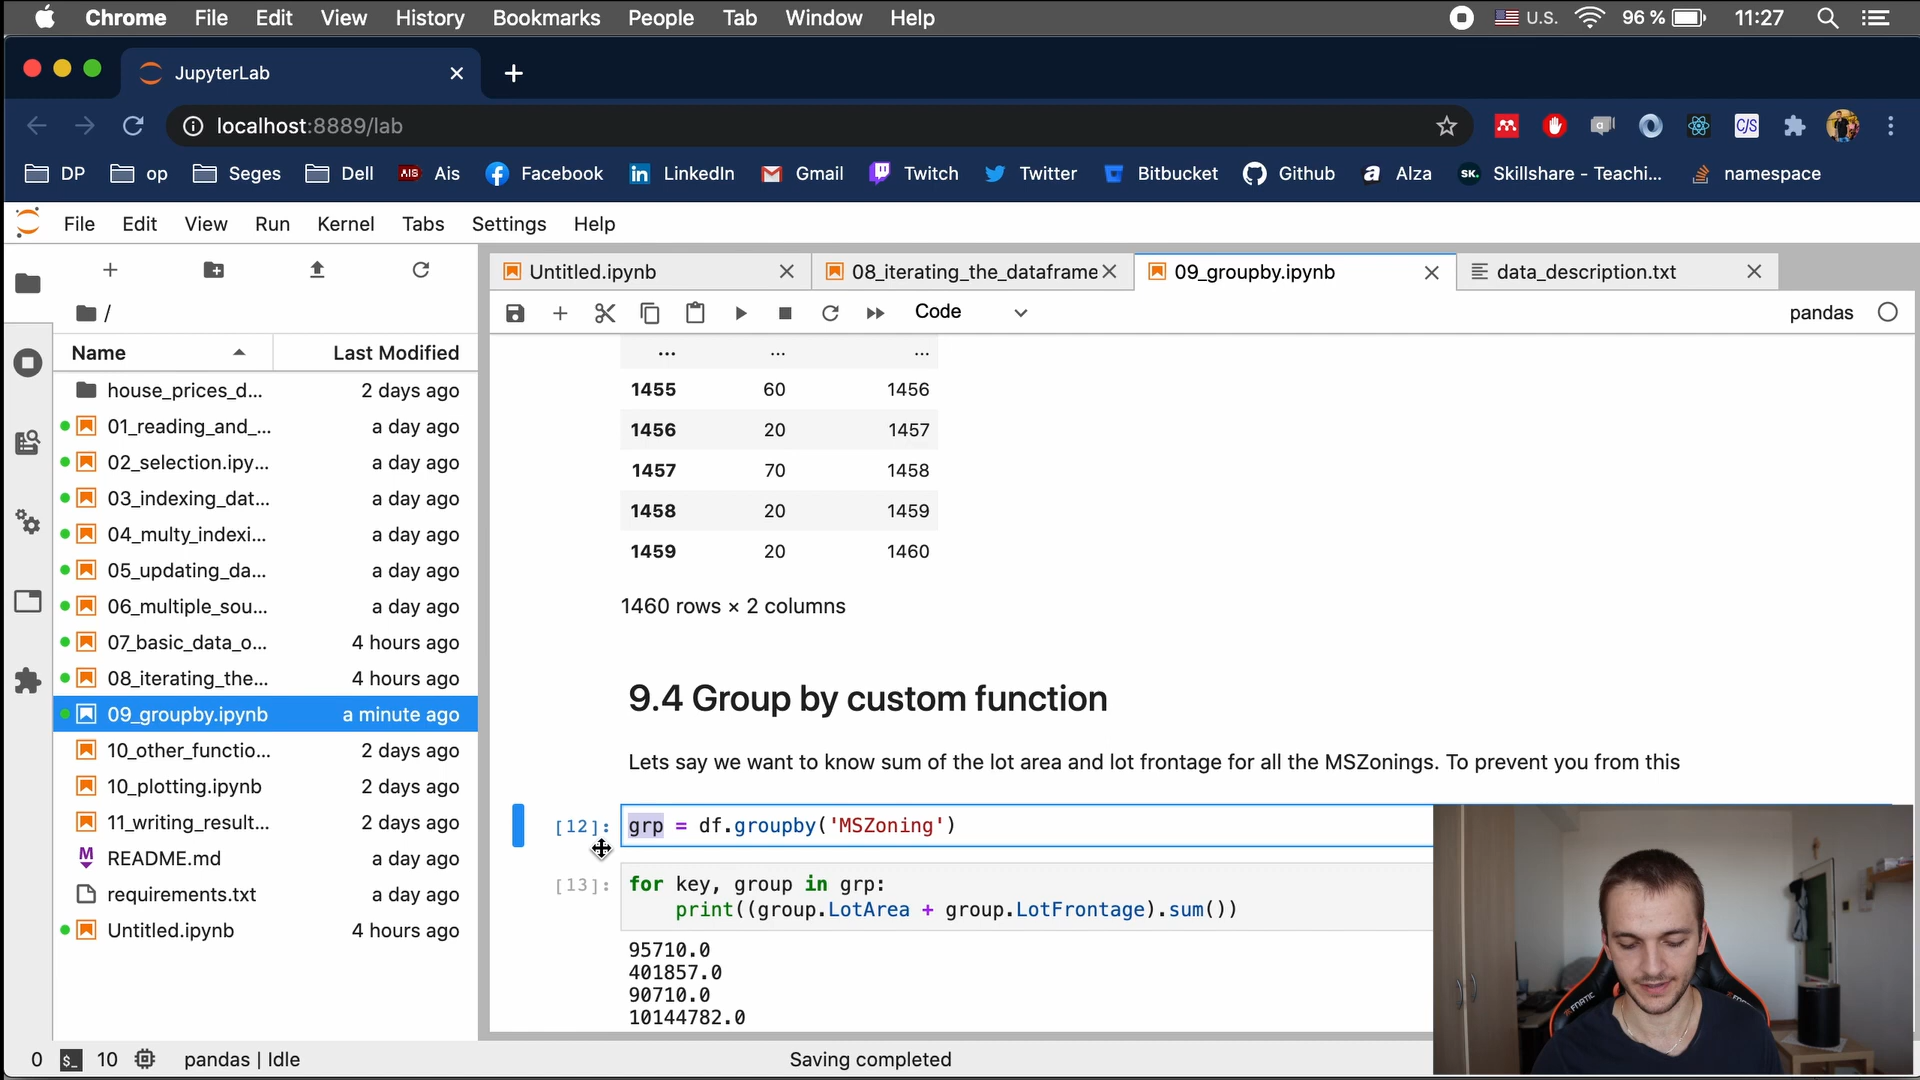 Chrome File Edit View History Bookmarks People Tab Window Help U.S. 96 % 11:27
JupyterLab
localhost:8889/lab
DP op Seges Dell Ais Facebook LinkedIn Gmail Twitch Twitter Bitbucket Github Alza Skillshare - Teachi... namespace
File Edit View Run Kernel Tabs Settings Help
Untitled.ipynb 08_iterating_the_dataframe 09_groupby.ipynb data_description.txt
/
Code pandas
Name Last Modified
house_prices_d... 2 days ago
01_reading_and_... a day ago
02_selection.ipy... a day ago
03_indexing_dat... a day ago
04_multy_indexi... a day ago
05_updating_da... a day ago
06_multiple_sou... a day ago
07_basic_data_o... 4 hours ago
08_iterating_the... 4 hours ago
09_groupby.ipynb a minute ago
10_other_functio... 2 days ago
10_plotting.ipynb 2 days ago
11_writing_result... 2 days ago
README.md a day ago
requirements.txt a day ago
Untitled.ipynb 4 hours ago
... ... ...
1455 60 1456
1456 20 1457
1457 70 1458
1458 20 1459
1459 20 1460
1460 rows × 2 columns
9.4 Group by custom function
Lets say we want to know sum of the lot area and lot frontage for all the MSZonings. To prevent you from this
[12]: grp = df.groupby('MSZoning')
[13]: for key, group in grp:
print((group.LotArea + group.LotFrontage).sum())
95710.0
401857.0
90710.0
10144782.0
0 10 pandas | Idle Saving completed